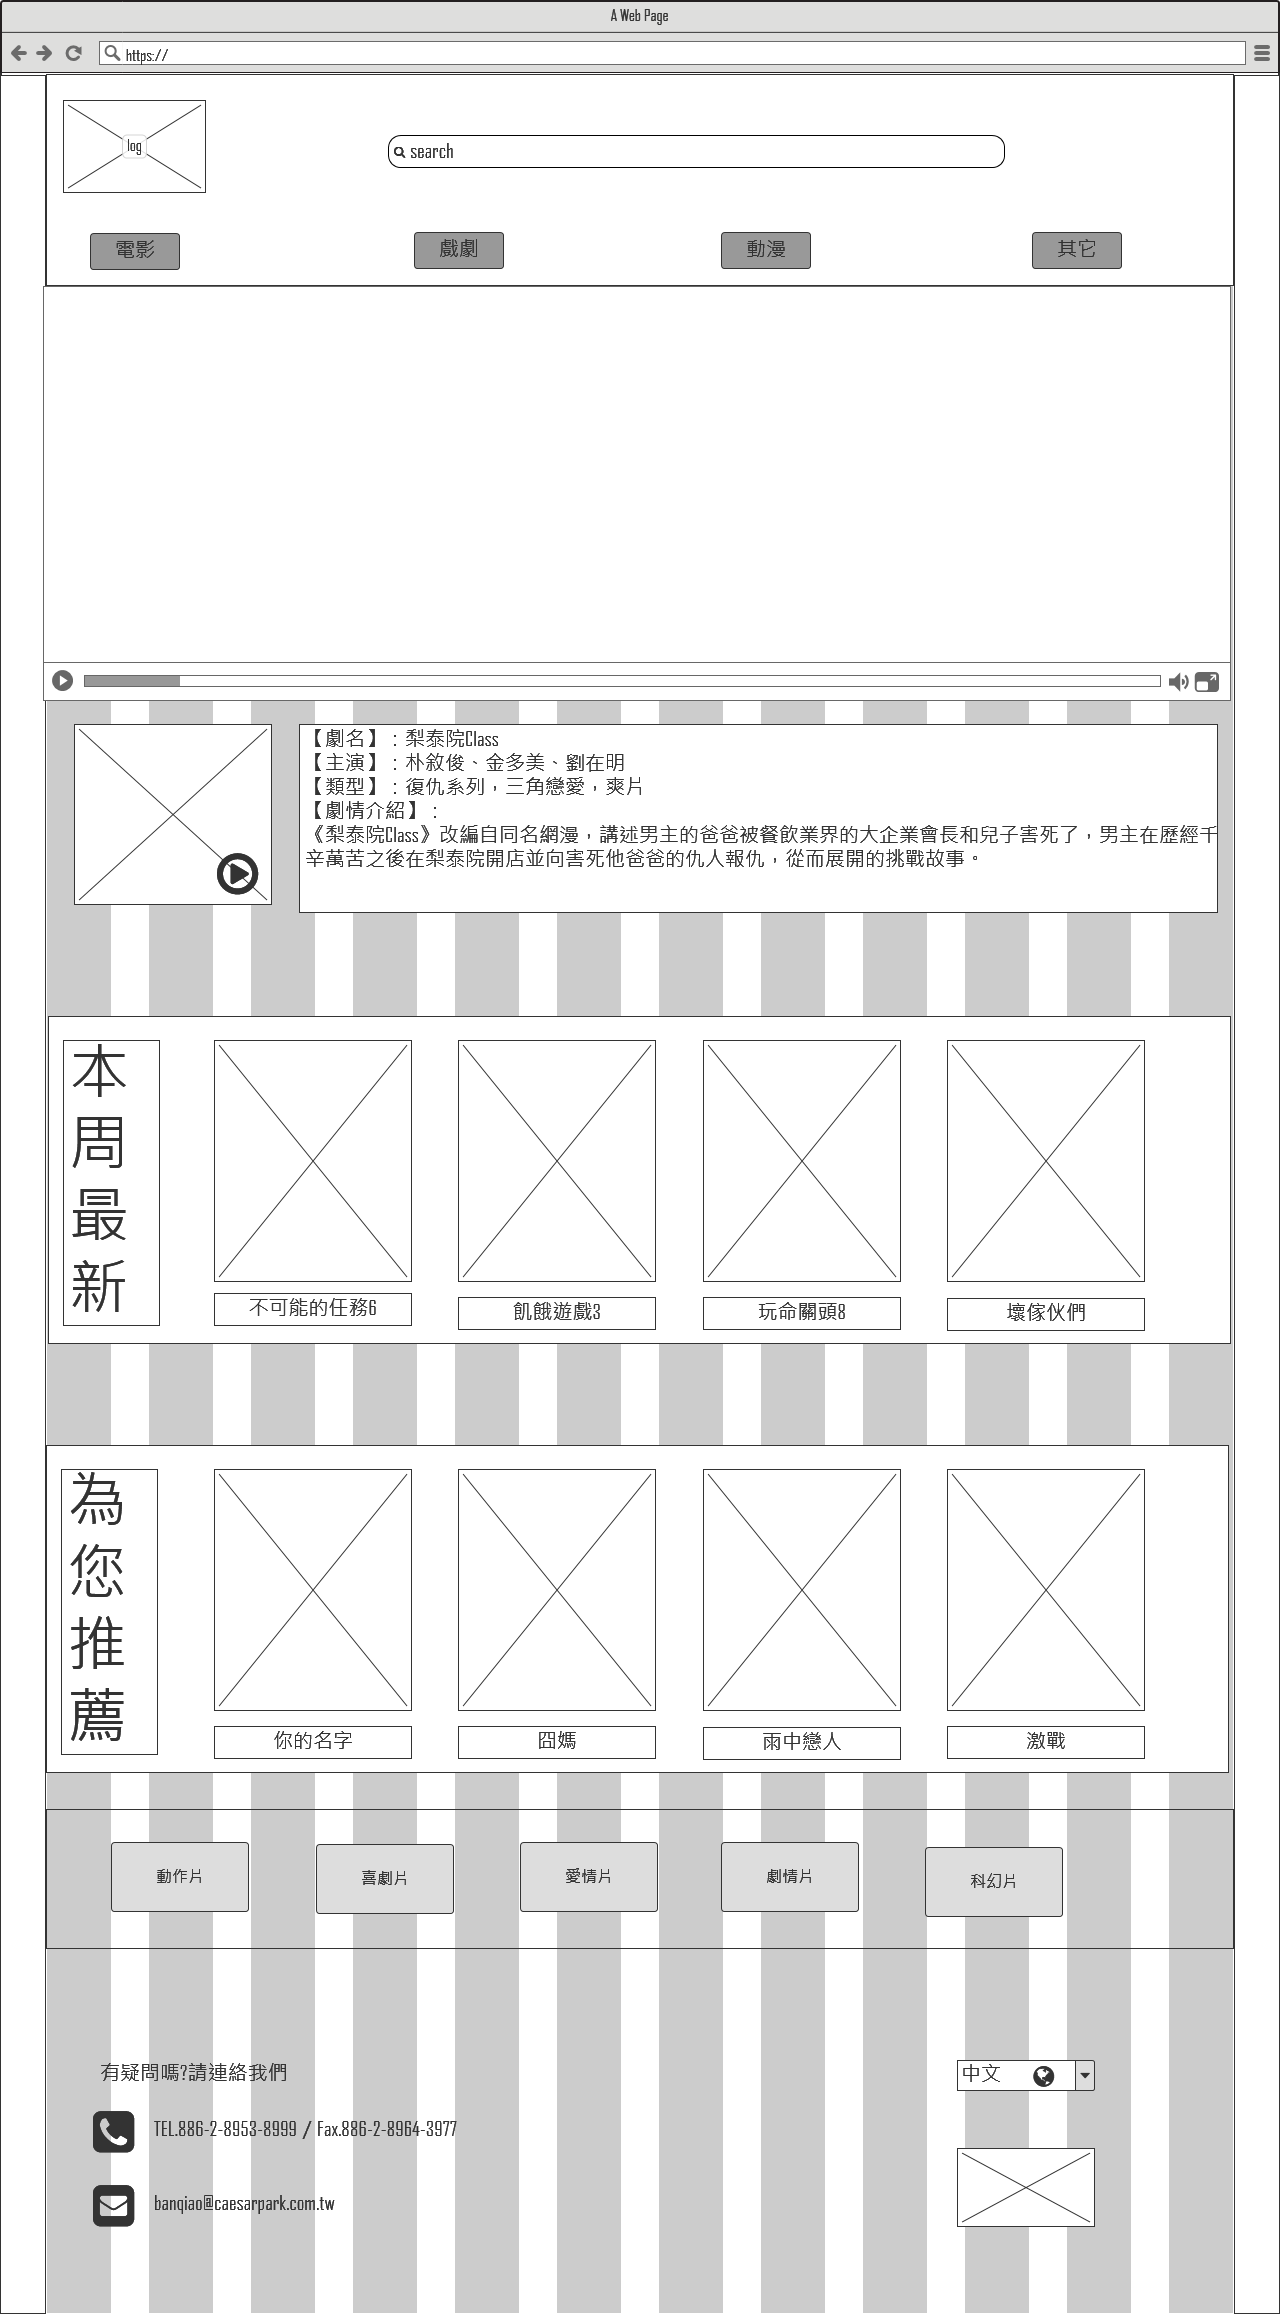 A Web Page
https://
log
search
電影
戲劇
動漫
其它
【劇名】：梨泰院Class
【主演】：朴敘俊、金多美、劉在明
【類型】：復仇系列，三角戀愛，爽片
【劇情介紹】：
《梨泰院Class》改編自同名網漫，講述男主的爸爸被餐飲業界的大企業會長和兒子害死了，男主在歷經千
辛萬苦之後在梨泰院開店並向害死他爸爸的仇人報仇，從而展開的挑戰故事。
本
周
最
新
不可能的任務6
飢餓遊戲3
玩命關頭8
壞傢伙們
為
您
推
薦
你的名字
囧媽
雨中戀人
激戰
動作片
喜劇片
愛情片
劇情片
科幻片
有疑問嗎?請連絡我們
中文
TEL.886-2-8953-8999 / Fax.886-2-8964-3977
banqiao@caesarpark.com.tw